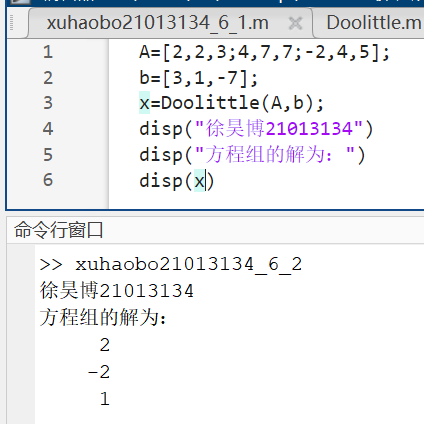 xuhaobo21013134_6_1.m × Doolittle.m
1 A=[2,2,3;4,7,7;-2,4,5];
2 b=[3,1,-7];
3 x=Doolittle(A,b);
4 disp("徐昊博21013134")
5 disp("方程组的解为：")
6 disp(x)
命令行窗口
>> xuhaobo21013134_6_2
徐昊博21013134
方程组的解为：
2
-2
1